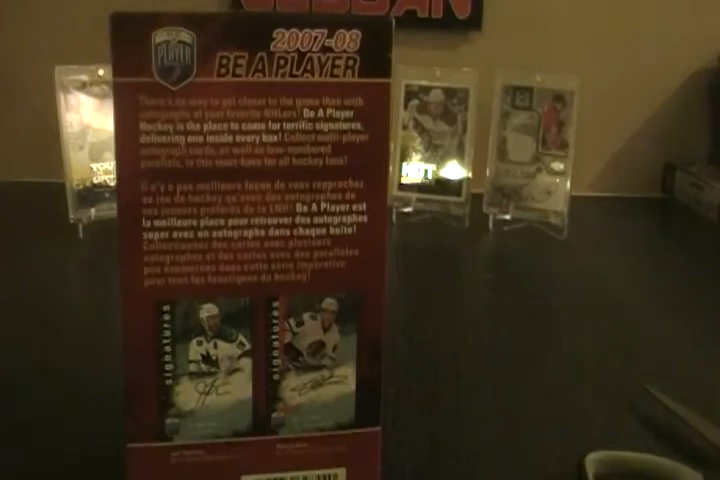 PLAYER
2007-08
BE A PLAYER
There's no way to get closer to the game than with
autographs of your favorite NHLers! Be A Player
Hockey is the place to come for terrific signatures,
delivering one inside every box! Collect multi-player
autograph cards, as well as low-numbered
parallels, in this must-have for all hockey fans!
Il n'y a pas meilleure façon de vous rapprocher
au jeu de hockey qu'avec des autographes de
vos joueurs préférés de la LNH! Be A Player est
la meilleure place pour retrouver des autographes
super avec un autographe dans chaque boîte!
Collectionnez des cartes avec plusieurs
autographes et des cartes avec des parallèles
peu énumérées dans cette série impérative
pour tous les fanatiques du hockey!
signatures
signatures